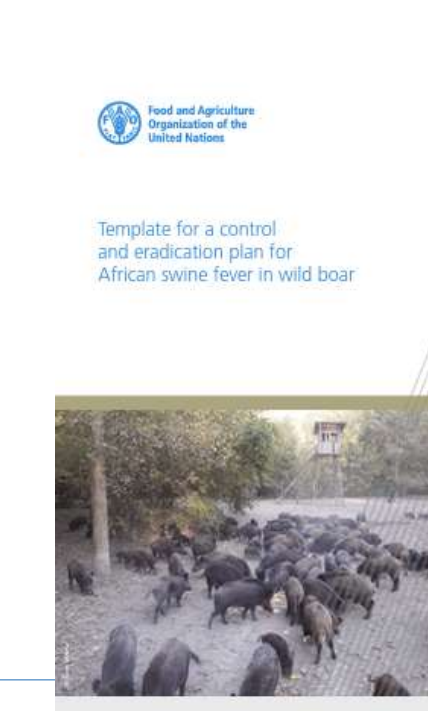 Food and Agriculture
Organization of the
United Nations
Template for a control
and eradication plan for
African swine fever in wild boar